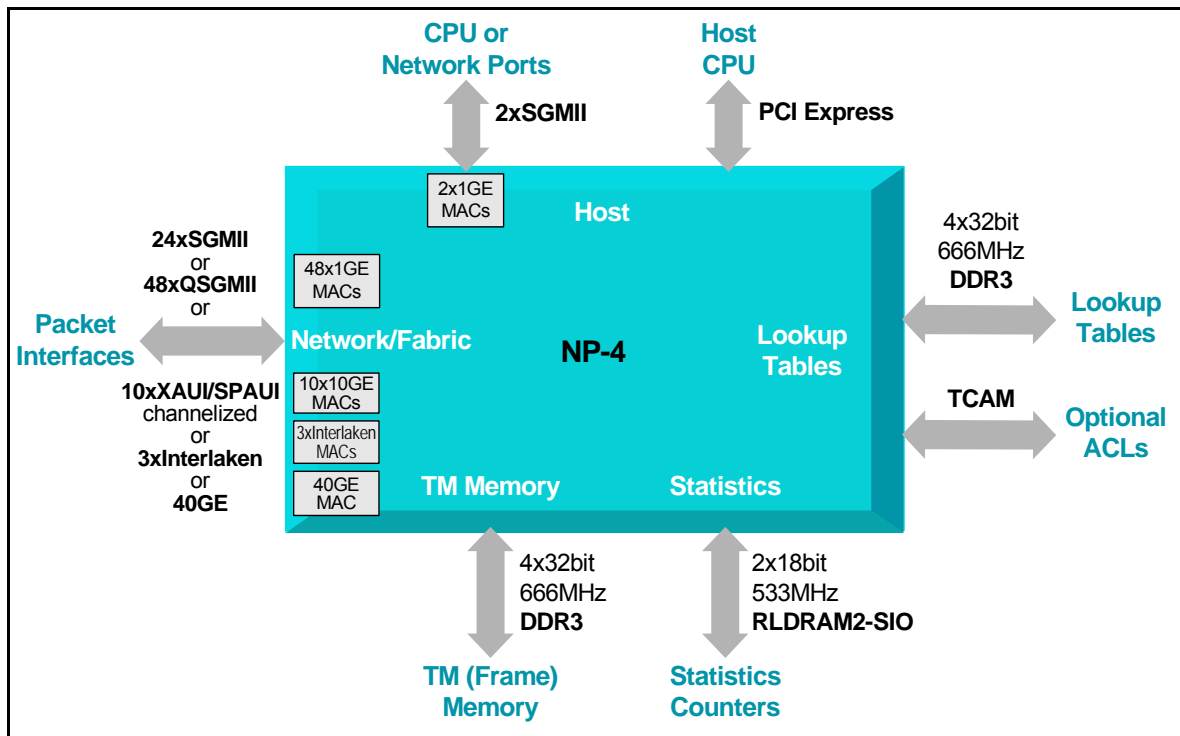 CPU or
Network Ports
Host
CPU
2xSGMII
PCI Express
2x1GE
MACs
Host
24xSGMII
or
48xQSGMII
or
48x1GE
MACs
4x32bit
666MHz
DDR3
Packet
Interfaces
Network/Fabric
NP-4
Lookup
Tables
Lookup
Tables
10xXAUI/SPAUI
channelized
or
3xInterlaken
or
40GE
10x10GE
MACs
3xInterlaken
MACs
40GE
MAC
TCAM
Optional
ACLs
TM Memory
Statistics
4x32bit
666MHz
DDR3
2x18bit
533MHz
RLDRAM2-SIO
TM (Frame)
Memory
Statistics
Counters